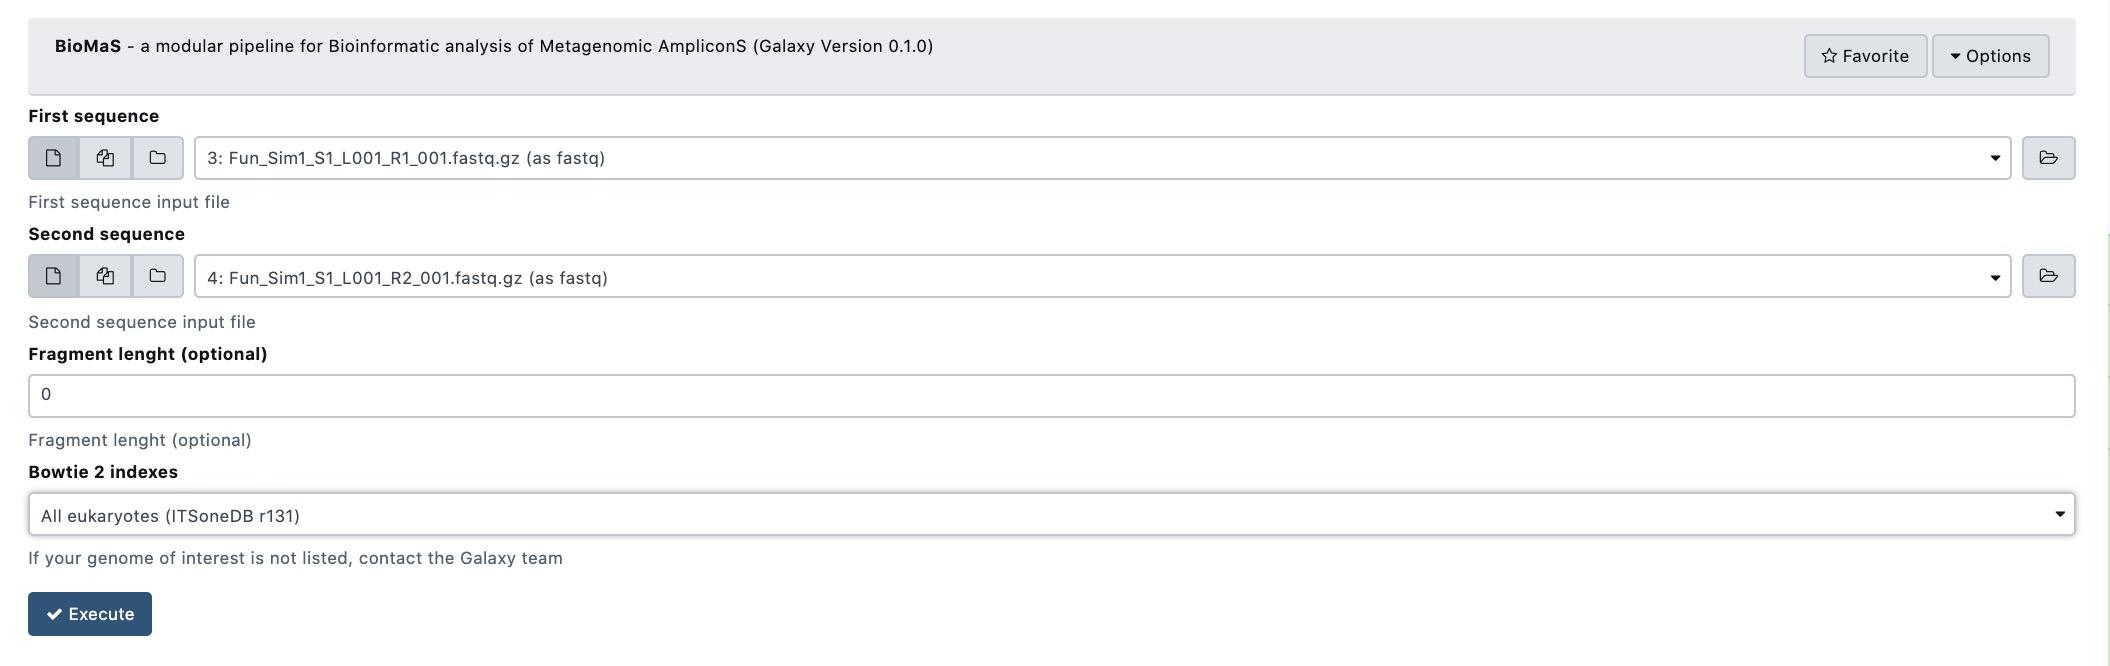 BioMaS - a modular pipeline for Bioinformatic analysis of Metagenomic AmpliconS (Galaxy Version 0.1.0)
Favorite
Options
First sequence
3: Fun_Sim1_S1_L001_R1_001.fastq.gz (as fastq)
First sequence input file
Second sequence
4: Fun_Sim1_S1_L001_R2_001.fastq.gz (as fastq)
Second sequence input file
Fragment lenght (optional)
0
Fragment lenght (optional)
Bowtie 2 indexes
All eukaryotes (ITSoneDB r131)
If your genome of interest is not listed, contact the Galaxy team
Execute